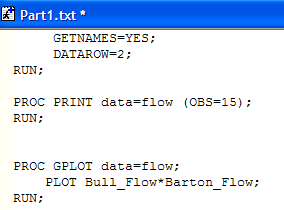 Part1.txt *
GETNAMES=YES;
DATAROW=2;
RUN;
PROC PRINT data=flow (OBS=15);
RUN;
PROC GPLOT data=flow;
PLOT Bull_Flow*Barton_Flow;
RUN;